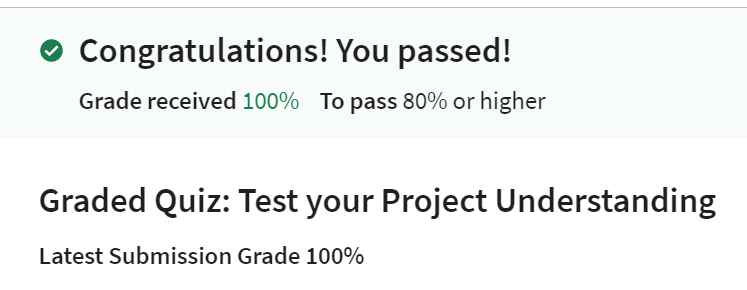 Congratulations! You passed!
Grade received 100% To pass 80% or higher
Graded Quiz: Test your Project Understanding
Latest Submission Grade 100%